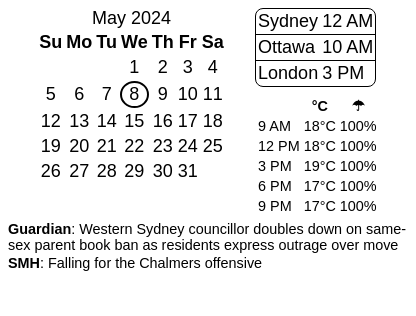 May 2024
Su Mo Tu We Th Fr Sa
1 2 3 4
5 6 7 8 9 10 11
12 13 14 15 16 17 18
19 20 21 22 23 24 25
26 27 28 29 30 31
Sydney 12 AM
Ottawa 10 AM
London 3 PM
°C ☂
9 AM 18°C 100%
12 PM 18°C 100%
3 PM 19°C 100%
6 PM 17°C 100%
9 PM 17°C 100%
Guardian: Western Sydney councillor doubles down on same-
sex parent book ban as residents express outrage over move
SMH: Falling for the Chalmers offensive